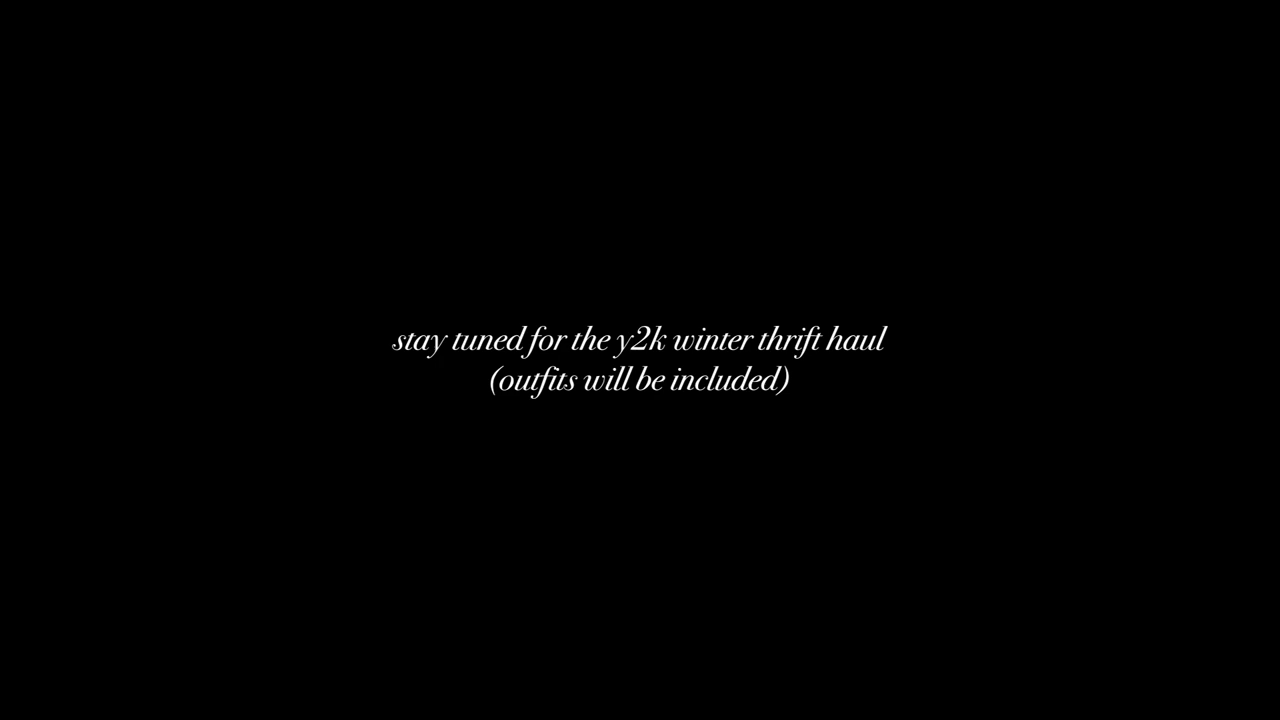 stay tuned for the y2k winter thrift haul
(outfits will be included)